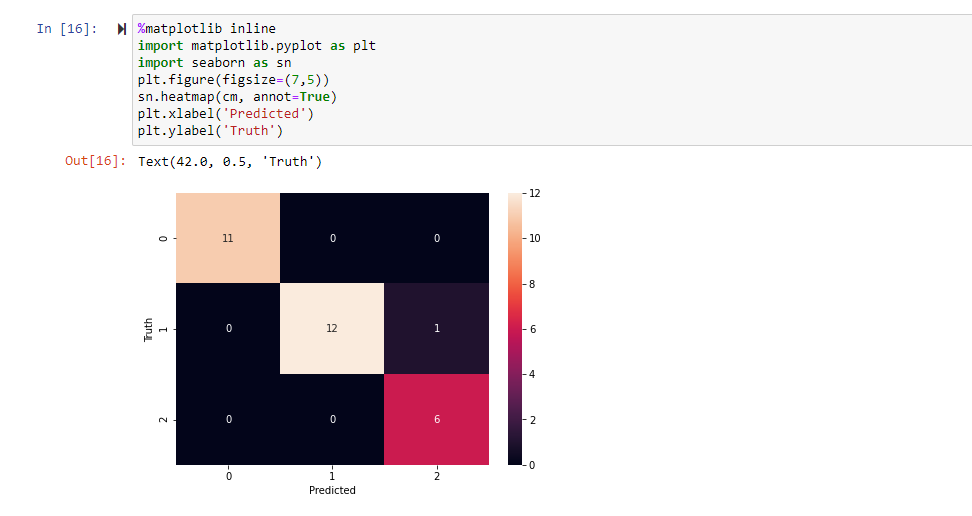 In [16]:
%matplotlib inline
import matplotlib.pyplot as plt
import seaborn as sn
plt.figure(figsize=(7,5))
sn.heatmap(cm, annot=True)
plt.xlabel('Predicted')
plt.ylabel('Truth')
Out[16]: Text(42.0, 0.5, 'Truth')
12
10
8
6
4
2
0
Truth
0 11 0 0
1 0 12 1
2 0 0 6
0 1 2
Predicted